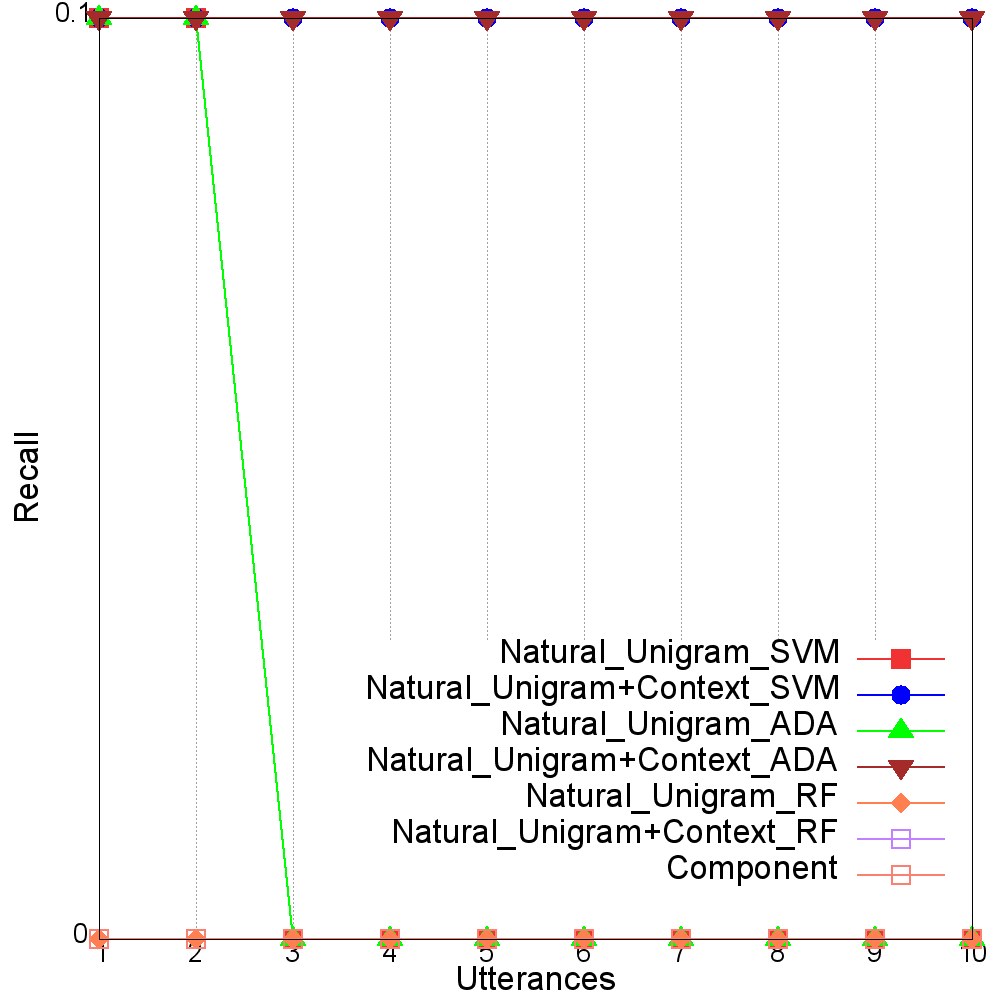 0.1
Recall
Natural_Unigram_SVM
Natural_Unigram+Context_SVM
Natural_Unigram_ADA
Natural_Unigram+Context_ADA
Natural_Unigram_RF
Natural_Unigram+Context_RF
Component
0
1 2 3 4 5 6 7 8 9 10
Utterances